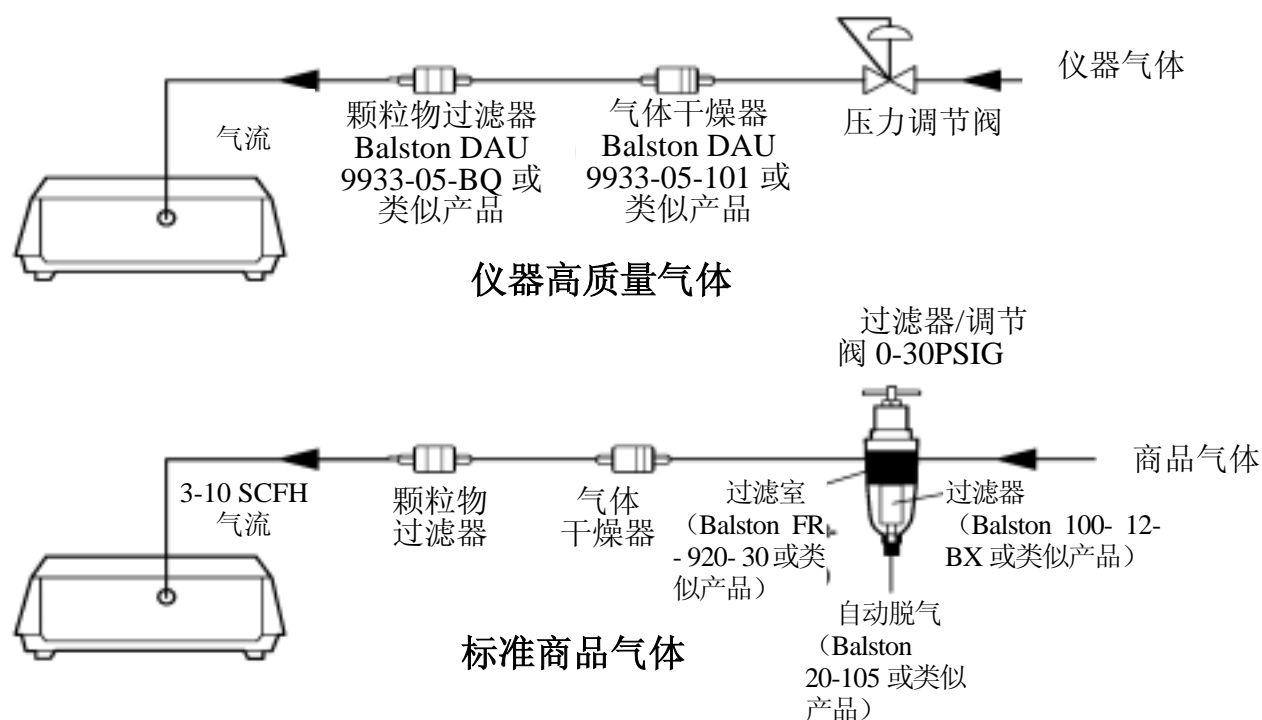 仪器气体
压力调节阀
气体干燥器
Balston DAU
9933-05-101 或
类似产品
颗粒物过滤器
Balston DAU
9933-05-BQ 或
类似产品
气流
仪器高质量气体
过滤器/调节
阀 0-30PSIG
商品气体
过滤器
（Balston 100- 12-
BX 或类似产品）
过滤室
（Balston FR
- 920- 30 或类
似产品）
自动脱气
（Balston
20-105 或类似
产品）
气体
干燥器
颗粒物
过滤器
3-10 SCFH
气流
标准商品气体